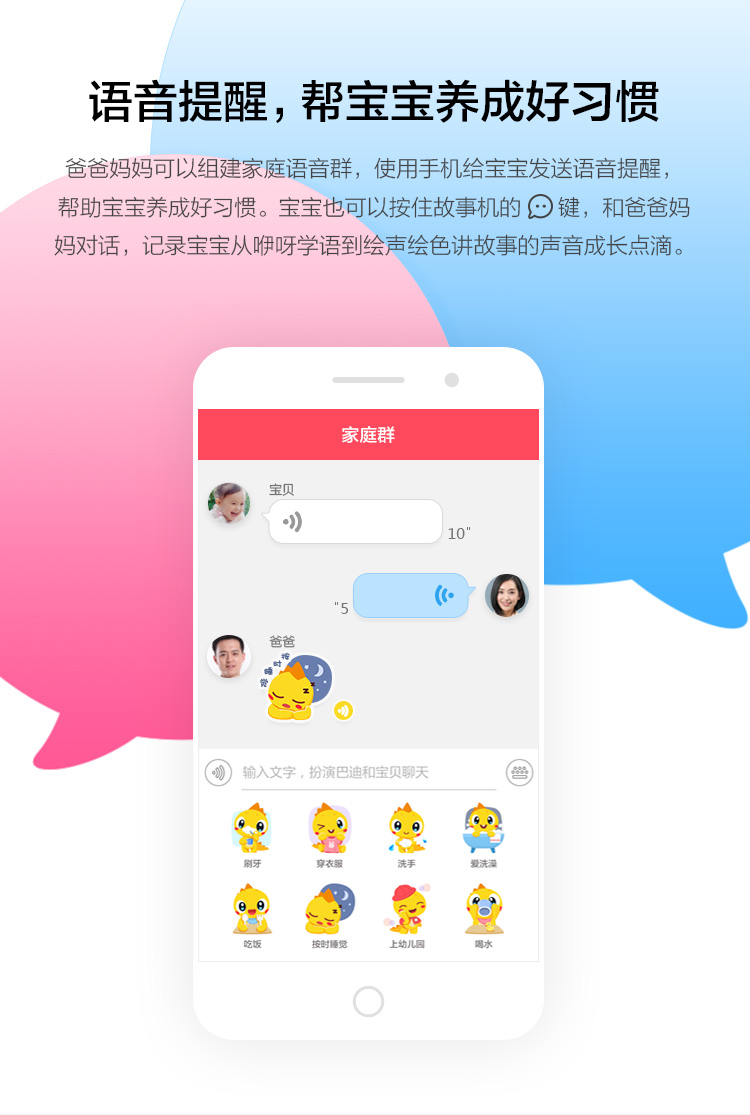 语音提醒，帮宝宝养成好习惯
爸爸妈妈可以组建家庭语音群，使用手机给宝宝发送语音提醒，
帮助宝宝养成好习惯。宝宝也可以按住故事机的 键，和爸爸妈
妈对话，记录宝宝从咿呀学语到绘声绘色讲故事的声音成长点滴。
家庭群
宝贝
10"
"5
爸爸
按时睡觉
输入文字，扮演巴迪和宝贝聊天
刷牙 穿衣服 洗手 爱洗澡
吃饭 按时睡觉 上幼儿园 喝水